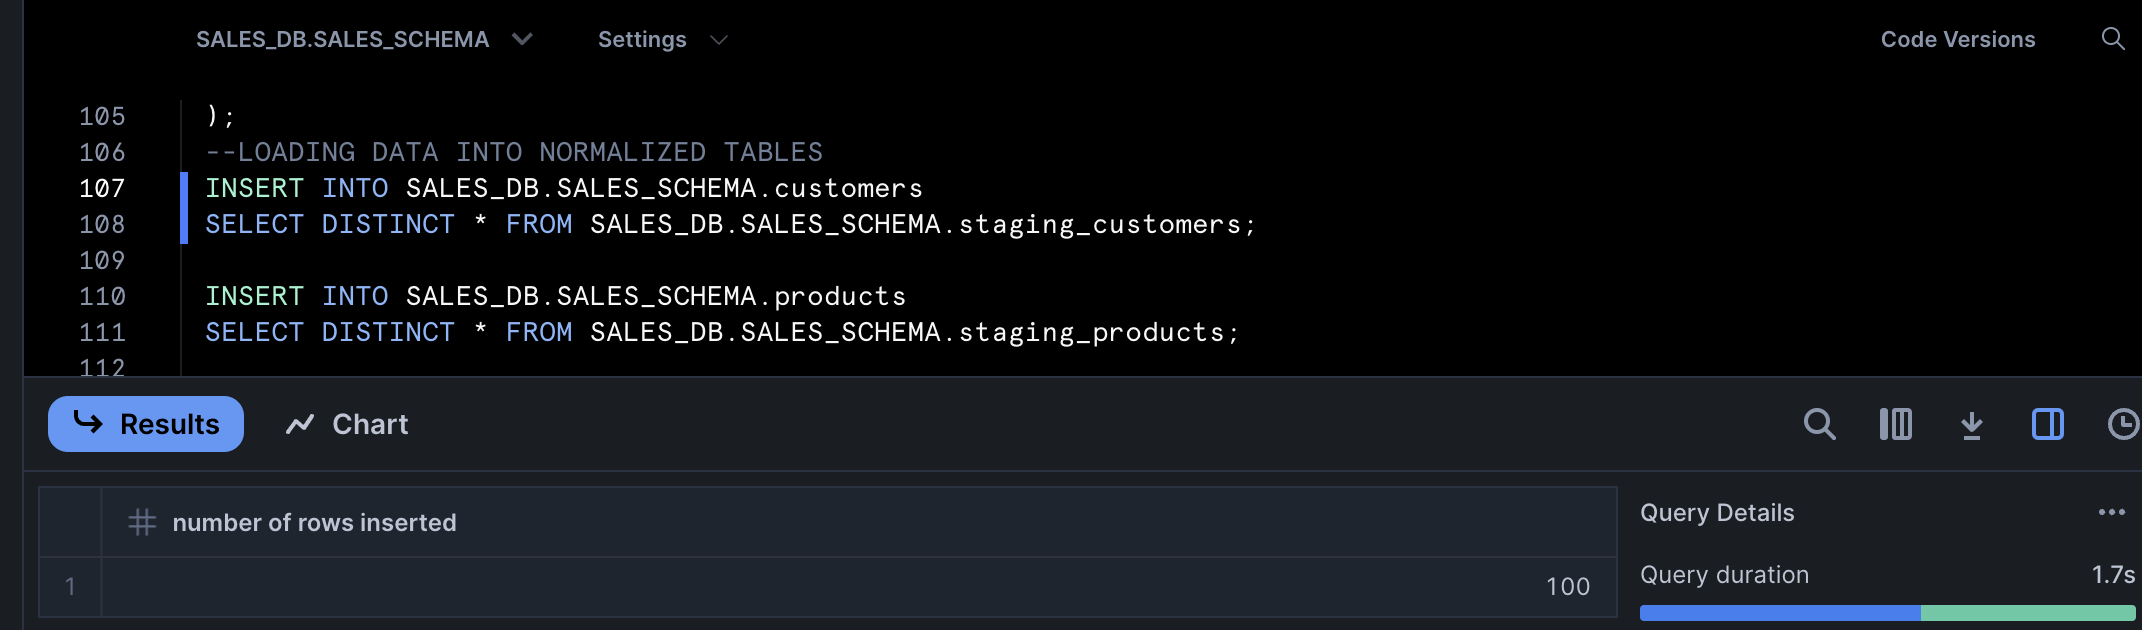 SALES_DB.SALES_SCHEMA Settings Code Versions
105 );
106 --LOADING DATA INTO NORMALIZED TABLES
107 INSERT INTO SALES_DB.SALES_SCHEMA.customers
108 SELECT DISTINCT * FROM SALES_DB.SALES_SCHEMA.staging_customers;
109
110 INSERT INTO SALES_DB.SALES_SCHEMA.products
111 SELECT DISTINCT * FROM SALES_DB.SALES_SCHEMA.staging_products;
112
Results Chart
number of rows inserted
1 100
Query Details
Query duration 1.7s